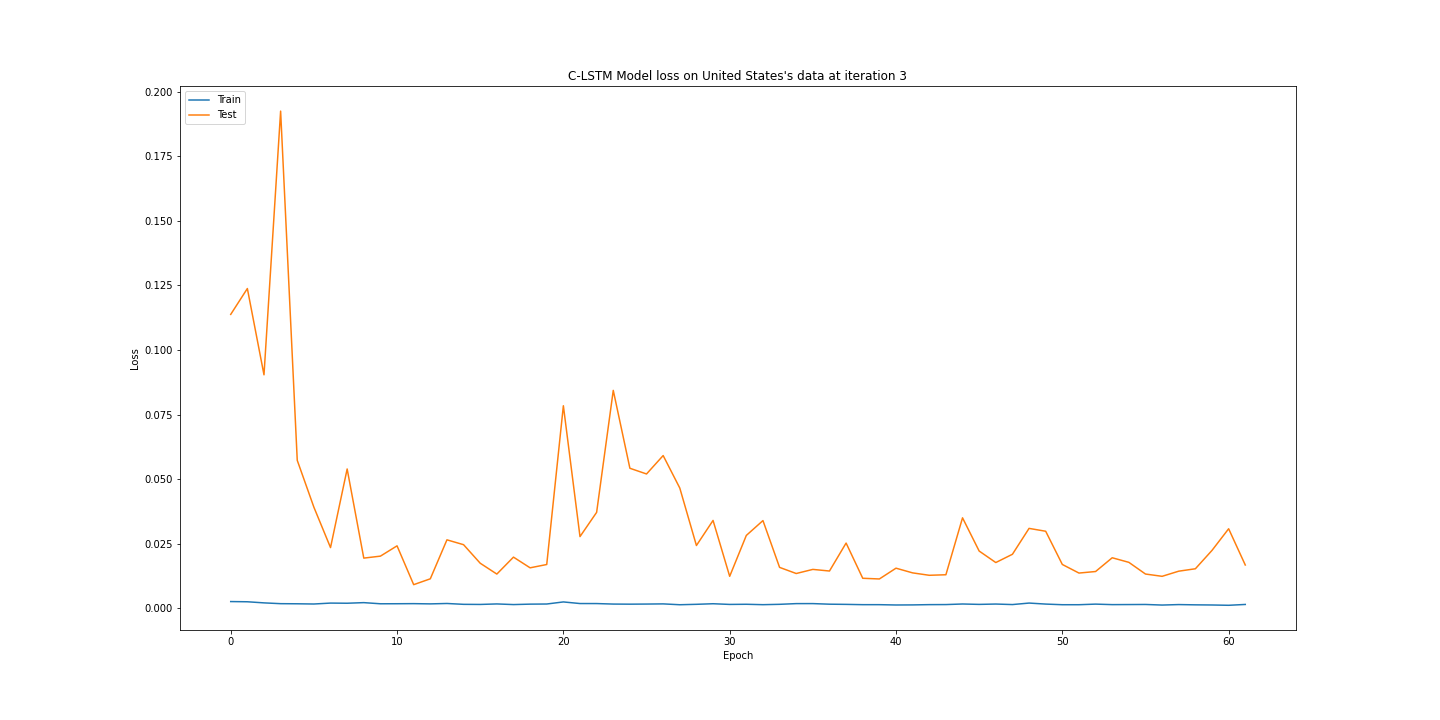 C-LSTM Model loss on United States's data at iteration 3
Train
Test
0.200
0.175
0.150
0.125
0.100
0.075
0.050
0.025
0.000
Loss
0 10 20 30 40 50 60
Epoch